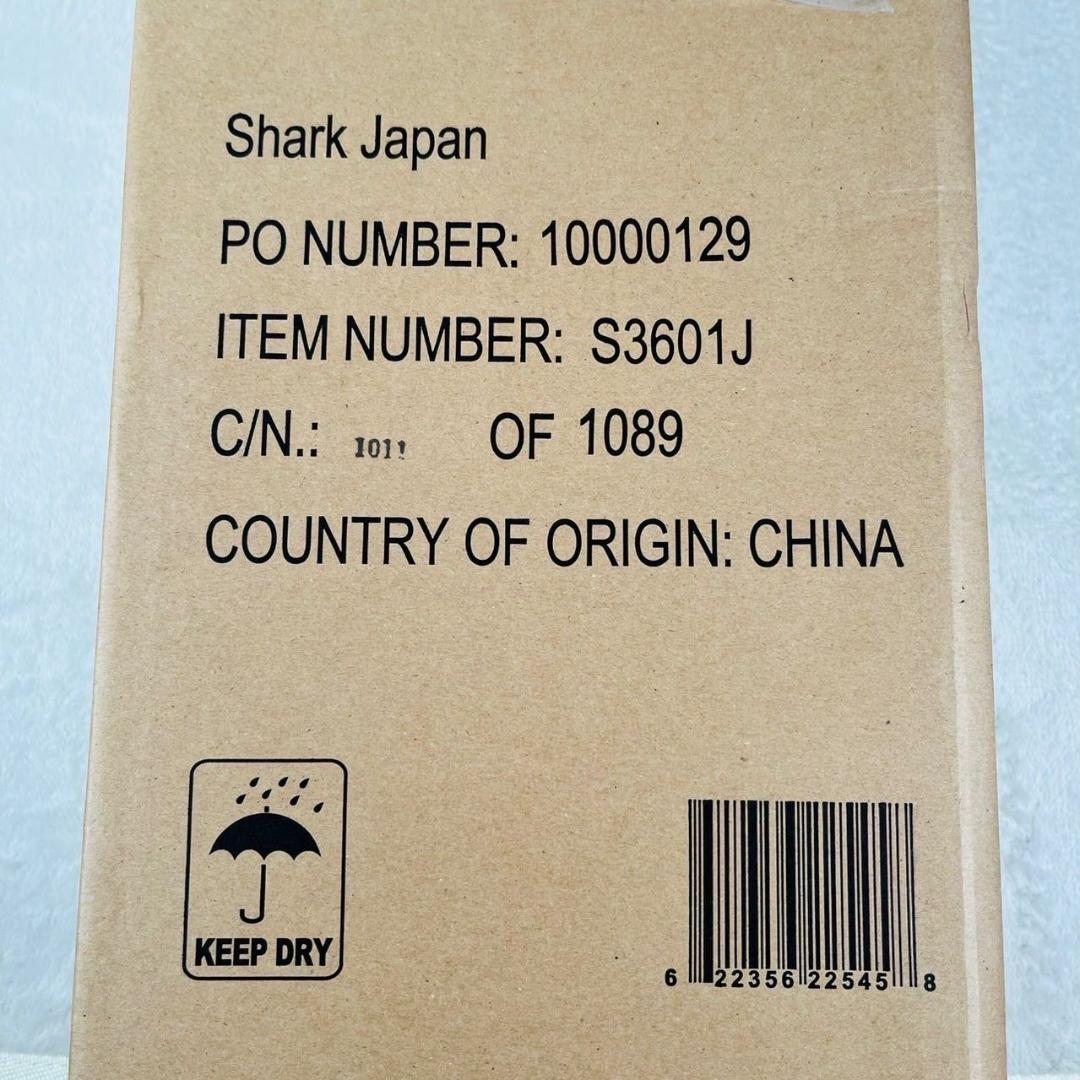 Shark Japan
PO NUMBER: 10000129
ITEM NUMBER: S3601J
C/N.: OF 1089
COUNTRY OF ORIGIN: CHINA
KEEP DRY
6 22356 22545 8